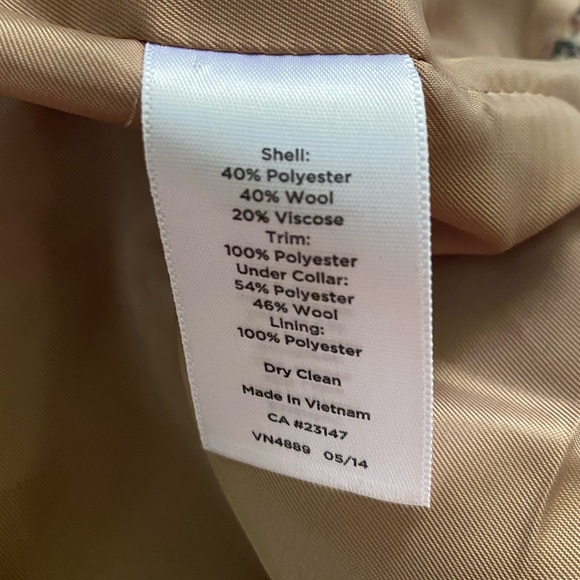 Shell:
40% Polyester
40% Wool
20% Viscose
Trim:
100% Polyester
Under Collar:
54% Polyester
46% Wool
Lining:
100% Polyester
Dry Clean
Made in Vietnam
CA #23147
VN4889 05/14